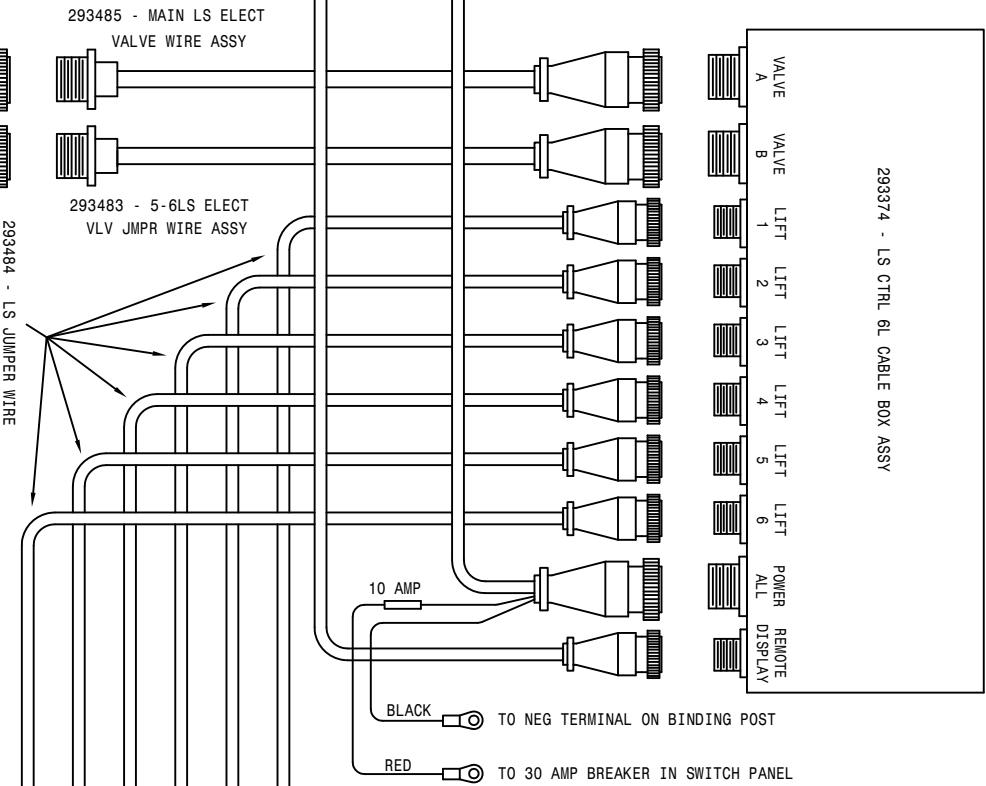 293485 - MAIN LS ELECT
VALVE WIRE ASSY
293483 - 5-6LS ELECT
VLV JMPR WIRE ASSY
293484 - LS JUMPER WIRE
VALVE
A
VALVE
B
LIFT
1
LIFT
2
LIFT
3
LIFT
4
LIFT
5
LIFT
6
POWER
ALL
REMOTE
DISPLAY
293374 - LS CTRL 6L CABLE BOX ASSY
10 AMP
BLACK
TO NEG TERMINAL ON BINDING POST
RED
TO 30 AMP BREAKER IN SWITCH PANEL